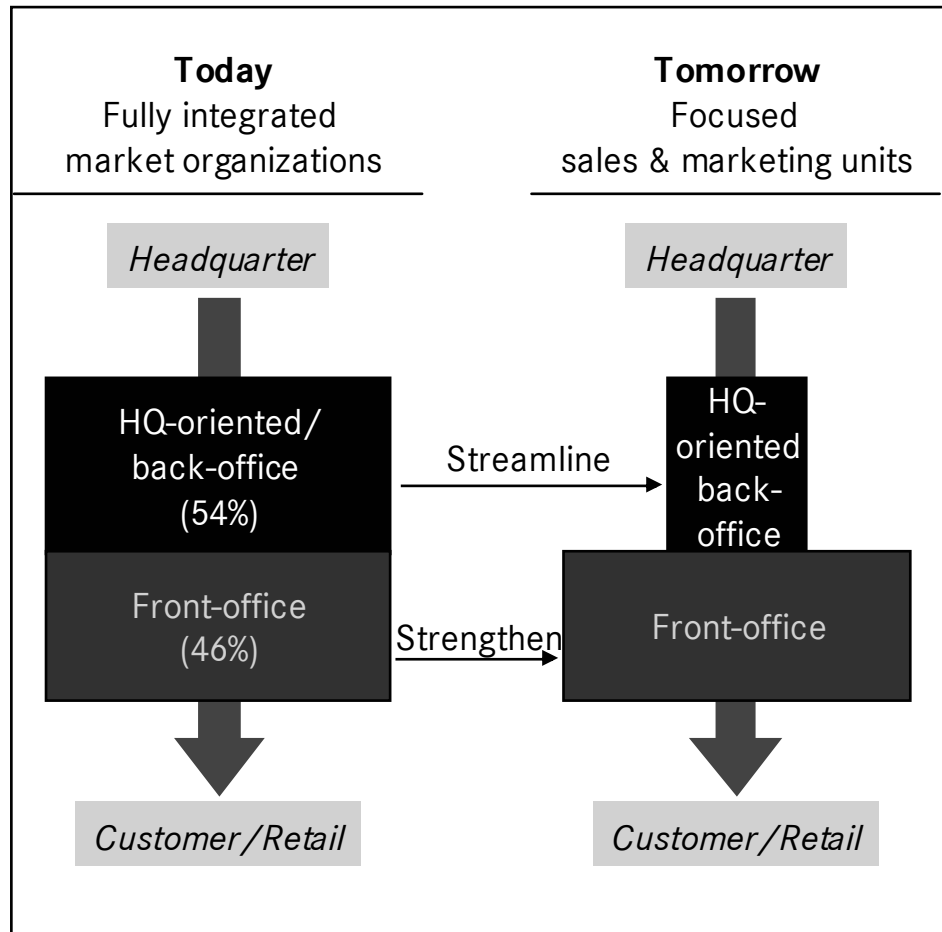 Today
Fully integrated
market organizations
Tomorrow
Focused
sales & marketing units
Headquarter
Headquarter
HQ-oriented/
back-office
(54%)
Streamline
HQ-
oriented
back-
office
Front-office
(46%)
Strengthen
Front-office
Customer/Retail
Customer/Retail